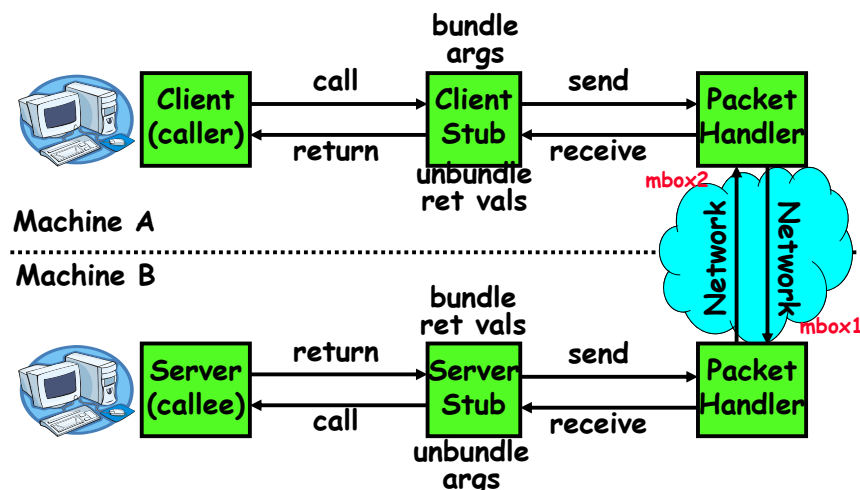 bundle
args
call
send
Client
(caller)
Client
Stub
Packet
Handler
return
receive
unbundle
ret vals
mbox2
Machine A
Network
Network
Machine B
mbox1
bundle
ret vals
return
send
Server
(callee)
Server
Stub
Packet
Handler
call
receive
unbundle
args